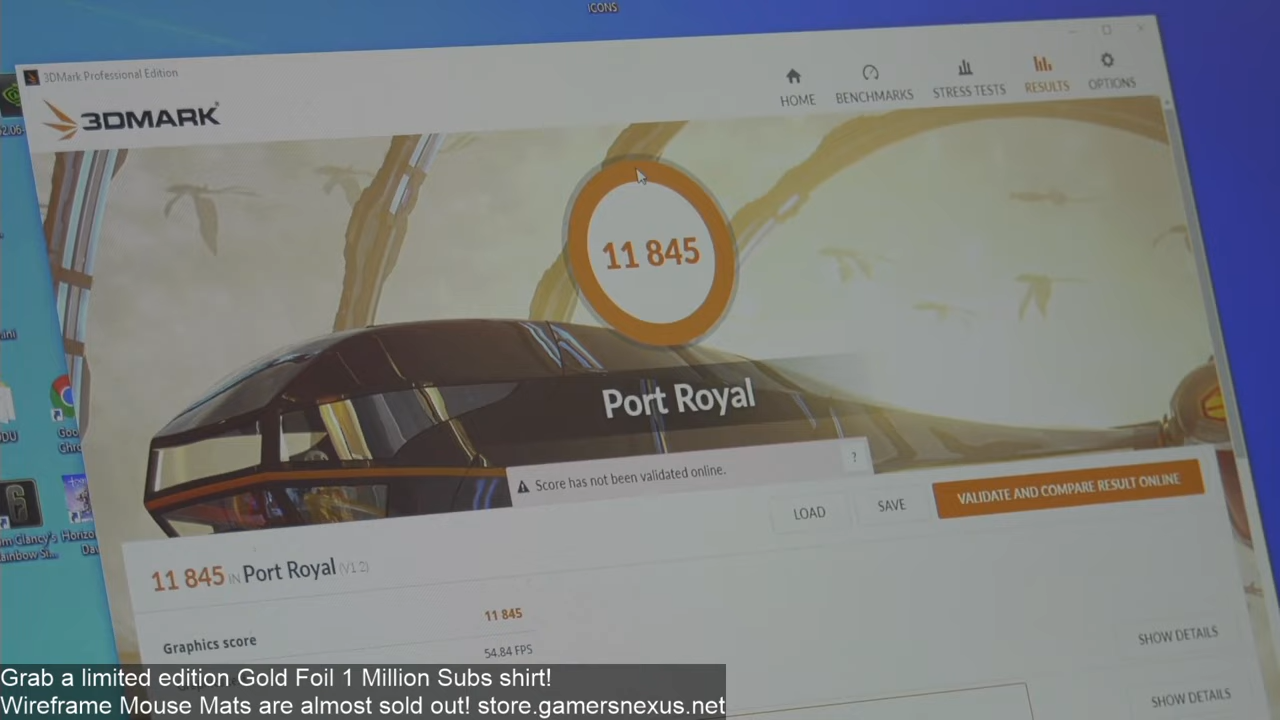 ICONS
3DMark Professional Edition
3DMARK
HOME
BENCHMARKS
STRESS TESTS
RESULTS
OPTIONS
11 845
Port Royal
Score has not been validated online.
?
LOAD
SAVE
VALIDATE AND COMPARE RESULT ONLINE
11 845 IN Port Royal (V1.2)
Graphics score
11 845
54.84 FPS
SHOW DETAILS
SHOW DETAILS
Grab a limited edition Gold Foil 1 Million Subs shirt!
Wireframe Mouse Mats are almost sold out! store.gamersnexus.net